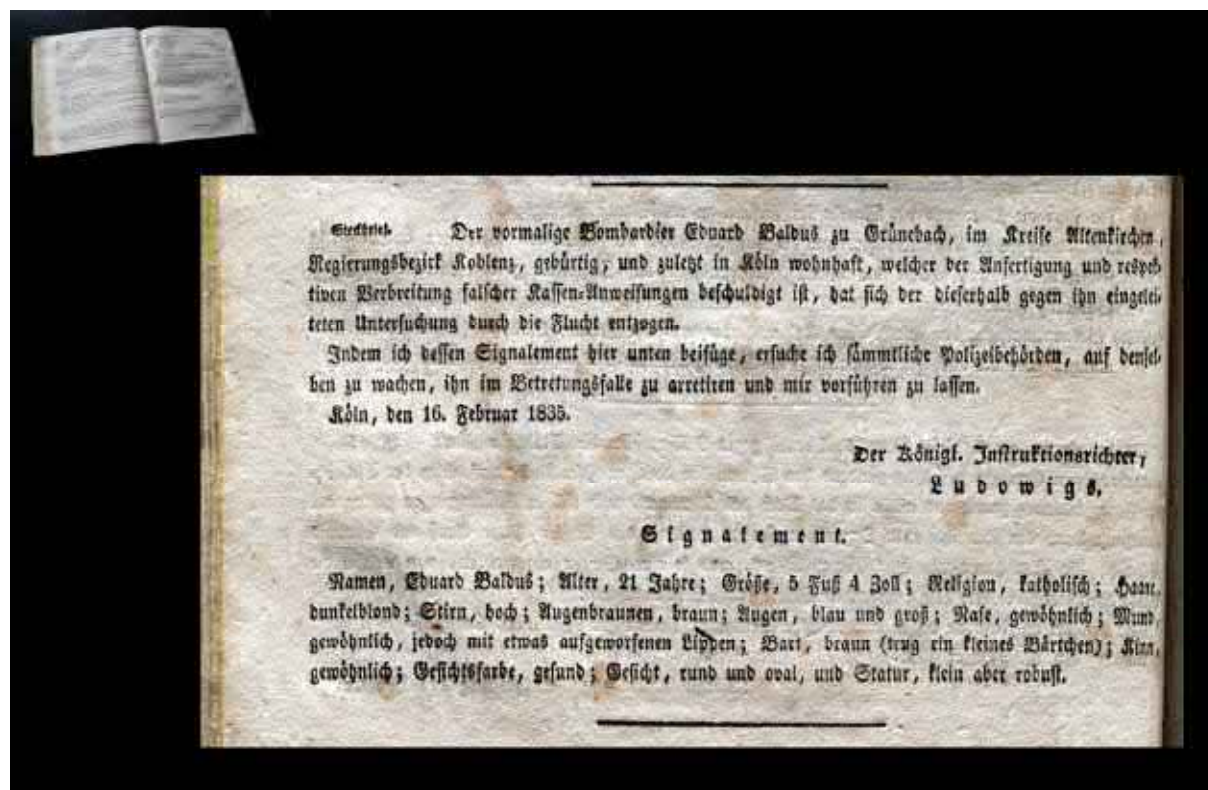 Steckbrief. Der vormalige Bombardier Eduard Baldus zu Grünebach, im Kreise Altenkirchen,
Regierungsbezirk Koblenz, gebürtig, und zuletzt in Köln wohnhaft, welcher der Anfertigung und respek-
tiven Verbreitung falscher Kassen-Anweisungen beschuldigt ist, hat sich der dieserhalb gegen ihn eingelei-
teten Untersuchung durch die Flucht entzogen.
Indem ich dessen Signalement hier unten beifüge, ersuche ich sämmtliche Polizeibehörden, auf densel-
ben zu wachen, ihn im Betretungsfalle zu arretiren und mir vorführen zu lassen.
Köln, den 16. Februar 1835.
Der Königl. Instruktionsrichter,
Ludowigs.
Signalement.
Namen, Eduard Baldus; Alter, 21 Jahre; Größe, 5 Fuß 4 Zoll; Religion, katholisch; Haare,
dunkelblond; Stirn, hoch; Augenbraunen, braun; Augen, blau und groß; Nase, gewöhnlich; Mund,
gewöhnlich, jedoch mit etwas aufgeworfenen Lippen; Bart, braun (trug ein kleines Bärtchen); Kinn,
gewöhnlich; Gesichtsfarbe, gesund; Gesicht, rund und oval, und Statur, klein aber robust.